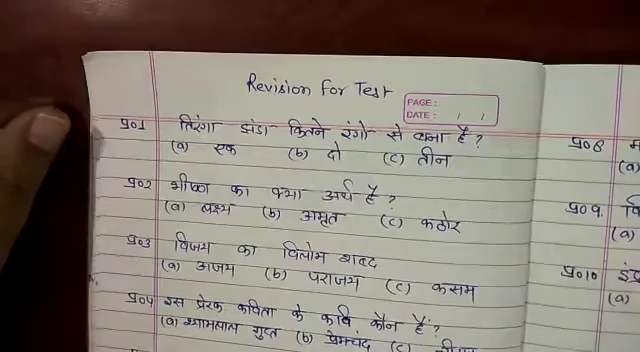 Revision For Test
PAGE:
DATE: / /
प्र०1 तिरंगा झंडा कितने रंगो से बना है ?
(a) एक (b) दो (c) तीन
प्र०2 भीष्म का क्या अर्थ है ?
(a) लक्ष्य (b) अमृत (c) कठोर
प्र०3 विजय का विलोम शब्द
(a) अजय (b) पराजय (c) कसम
प्र०4 इस प्रेरक कविता के कवि कौन हैं ?
(a) श्यामलाल गुप्त (b) प्रेमचंद (c)
प्र०8
(a)
प्र०9
(a)
प्र०10
(a)